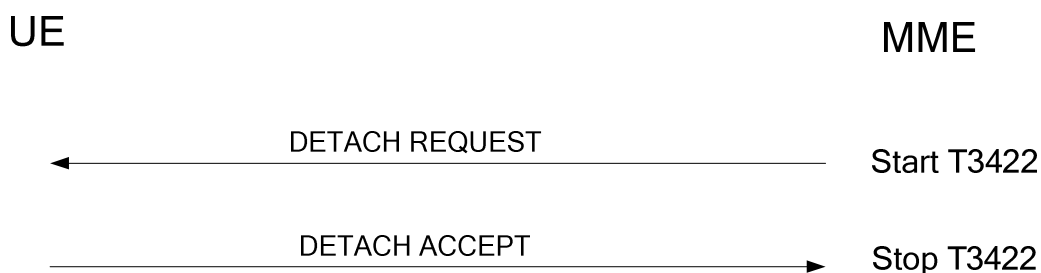 UE
MME
DETACH REQUEST
Start T3422
DETACH ACCEPT
Stop T3422